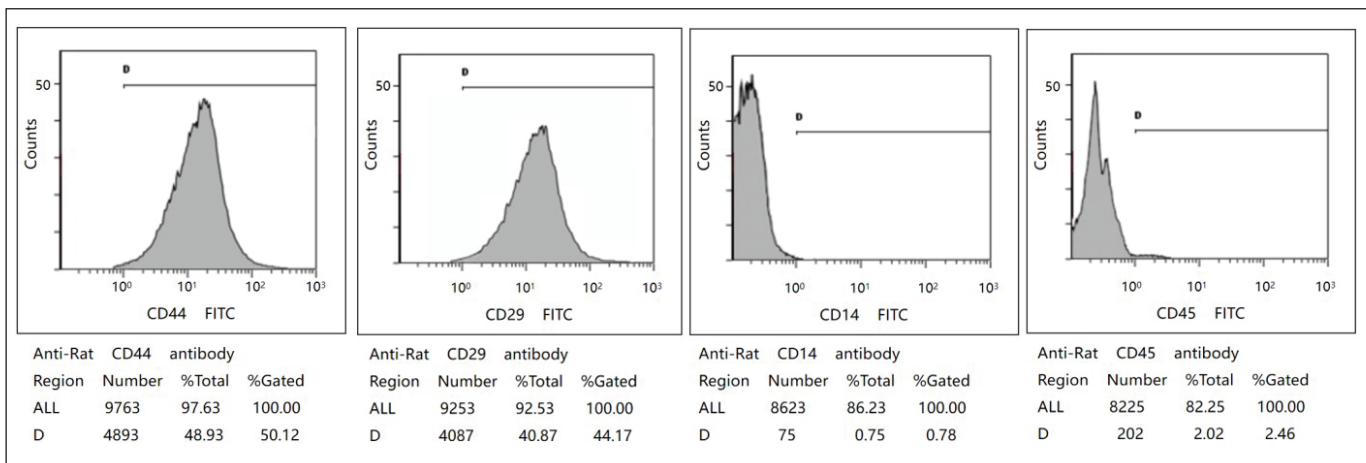 D
50
Counts
10⁰ 10¹ 10² 10³
CD44 FITC
Anti-Rat CD44 antibody
Region Number %Total %Gated
ALL 9763 97.63 100.00
D 4893 48.93 50.12
D
50
Counts
10⁰ 10¹ 10² 10³
CD29 FITC
Anti-Rat CD29 antibody
Region Number %Total %Gated
ALL 9253 92.53 100.00
D 4087 40.87 44.17
D
50
Counts
10⁰ 10¹ 10² 10³
CD14 FITC
Anti-Rat CD14 antibody
Region Number %Total %Gated
ALL 8623 86.23 100.00
D 75 0.75 0.78
D
50
Counts
10⁰ 10¹ 10² 10³
CD45 FITC
Anti-Rat CD45 antibody
Region Number %Total %Gated
ALL 8225 82.25 100.00
D 202 2.02 2.46